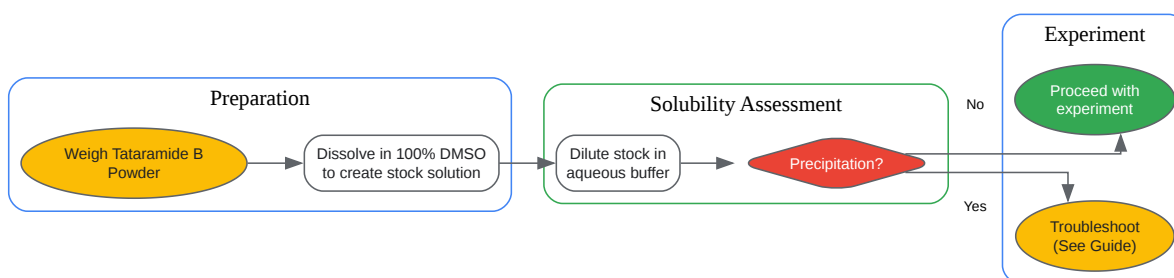 Preparation
Weigh Tataramide B
Powder
Dissolve in 100% DMSO
to create stock solution
Solubility Assessment
Dilute stock in
aqueous buffer
Precipitation?
No
Yes
Experiment
Proceed with
experiment
Troubleshoot
(See Guide)